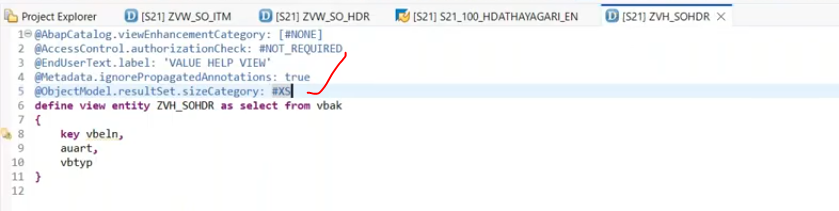 Project Explorer [S21] ZVW_SO_ITM [S21] ZVW_SO_HDR [S21] S21_100_HDATHAYAGARI_EN [S21] ZVH_SOHDR
1 @AbapCatalog.viewEnhancementCategory: [#NONE]
2 @AccessControl.authorizationCheck: #NOT_REQUIRED
3 @EndUserText.label: 'VALUE HELP VIEW'
4 @Metadata.ignorePropagatedAnnotations: true
5 @ObjectModel.resultSet.sizeCategory: #XS
6 define view entity ZVH_SOHDR as select from vbak
7 {
8 key vbeln,
9 auart,
10 vbtyp
11 }
12